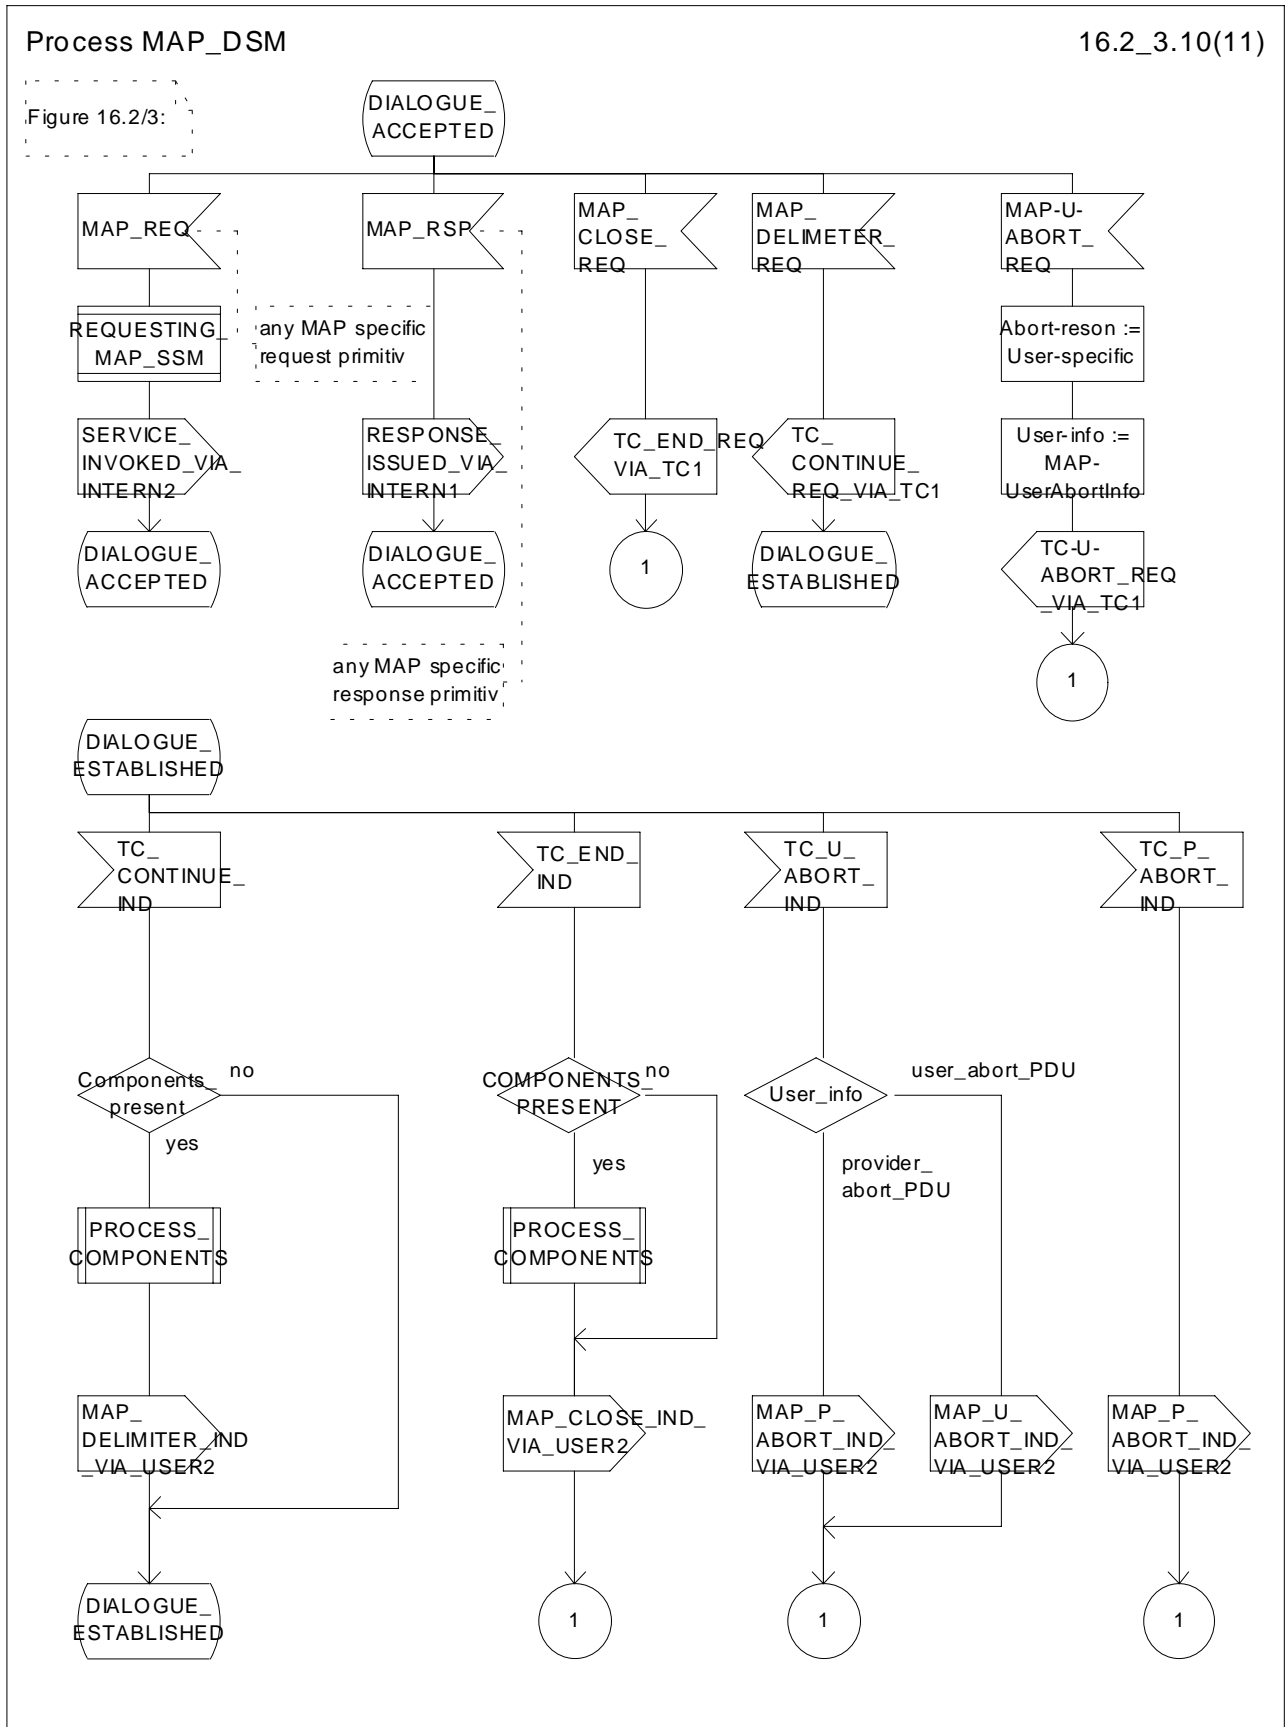 Process MAP_DSM
16.2_3.10(11)
Figure 16.2/3:
DIALOGUE_
ACCEPTED
MAP_REQ
MAP_RSP
MAP_
CLOSE_
REQ
MAP_
DELIMETER_
REQ
MAP-U-
ABORT_
REQ
REQUESTING_
MAP_SSM
any MAP specific
request primitiv
Abort-reson :=
User-specific
SERVICE_
INVOKED_VIA_
INTERN2
RESPONSE_
ISSUED_VIA_
INTERN1
TC_END_REQ
VIA_TC1
TC_
CONTINUE_
REQ_VIA_TC1
User-info :=
MAP-
UserAbortInfo
DIALOGUE_
ACCEPTED
DIALOGUE_
ACCEPTED
1
DIALOGUE_
ESTABLISHED
TC-U-
ABORT_REQ
_VIA_TC1
any MAP specific
response primitiv
1
DIALOGUE_
ESTABLISHED
TC_
CONTINUE_
IND
TC_END_
IND
TC_U_
ABORT_
IND
TC_P_
ABORT_
IND
Components_
present
no
yes
COMPONENTS_
PRESENT
no
yes
User_info
user_abort_PDU
provider_
abort_PDU
PROCESS_
COMPONENTS
PROCESS_
COMPONENTS
MAP_
DELIMITER_IND
_VIA_USER2
MAP_CLOSE_IND_
VIA_USER2
MAP_P_
ABORT_IND_
VIA_USER2
MAP_U_
ABORT_IND_
VIA_USER2
MAP_P_
ABORT_IND_
VIA_USER2
DIALOGUE_
ESTABLISHED
1
1
1